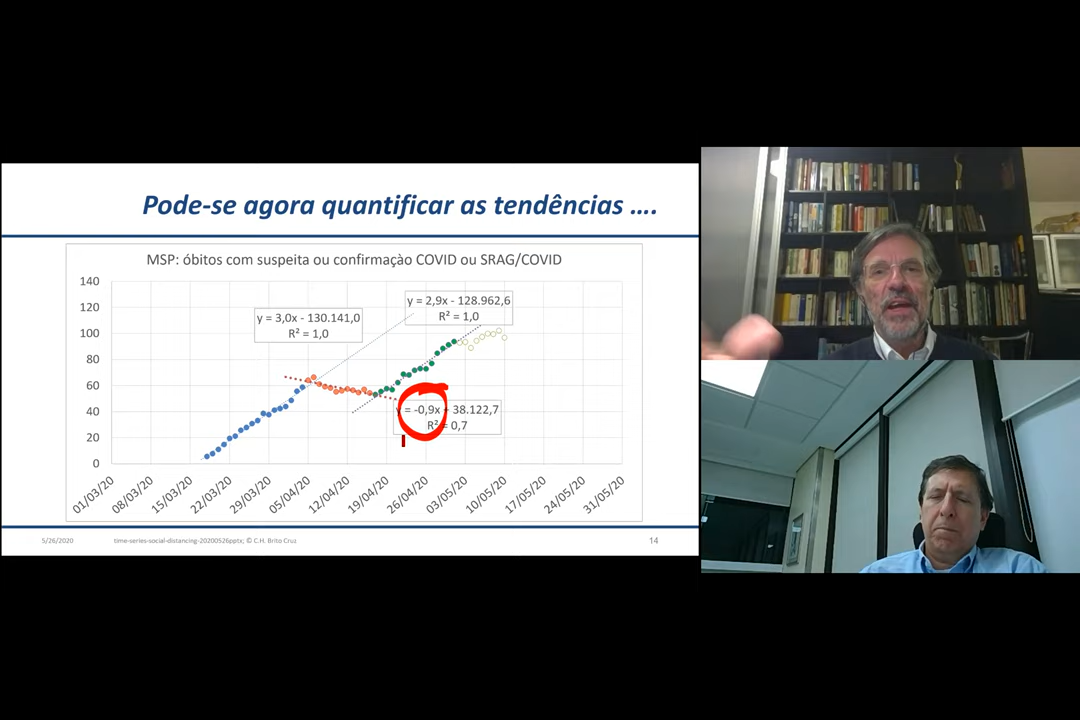 Pode-se agora quantificar as tendências ....
MSP: óbitos com suspeita ou confirmaçào COVID ou SRAG/COVID
140
120
100
80
60
40
20
0
y = 3,0x - 130.141,0
R² = 1,0
y = 2,9x - 128.962,6
R² = 1,0
y = -0,9x + 38.122,7
R² = 0,7
01/03/20
08/03/20
15/03/20
22/03/20
29/03/20
05/04/20
12/04/20
19/04/20
26/04/20
03/05/20
10/05/20
17/05/20
24/05/20
31/05/20
5/26/2020
time-series-social-distancing-20200526pptx; © C.H. Brito Cruz
14